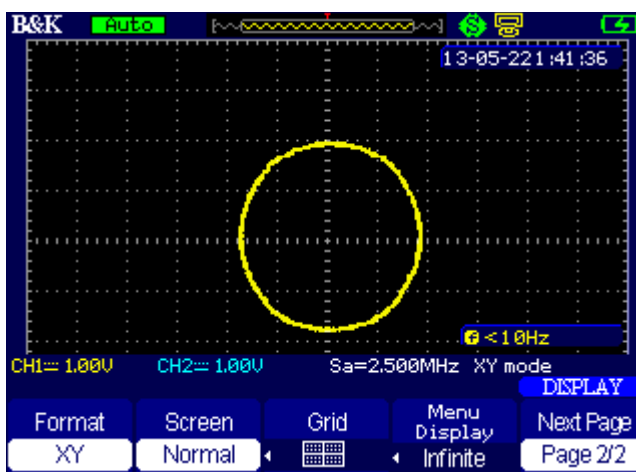 B&K Auto
13-05-22 1:41:36
f <10Hz
CH1 1.00V CH2 1.00V Sa=2.500MHz XY mode
DISPLAY
Format Screen Grid Menu Display Next Page
XY Normal Infinite Page 2/2